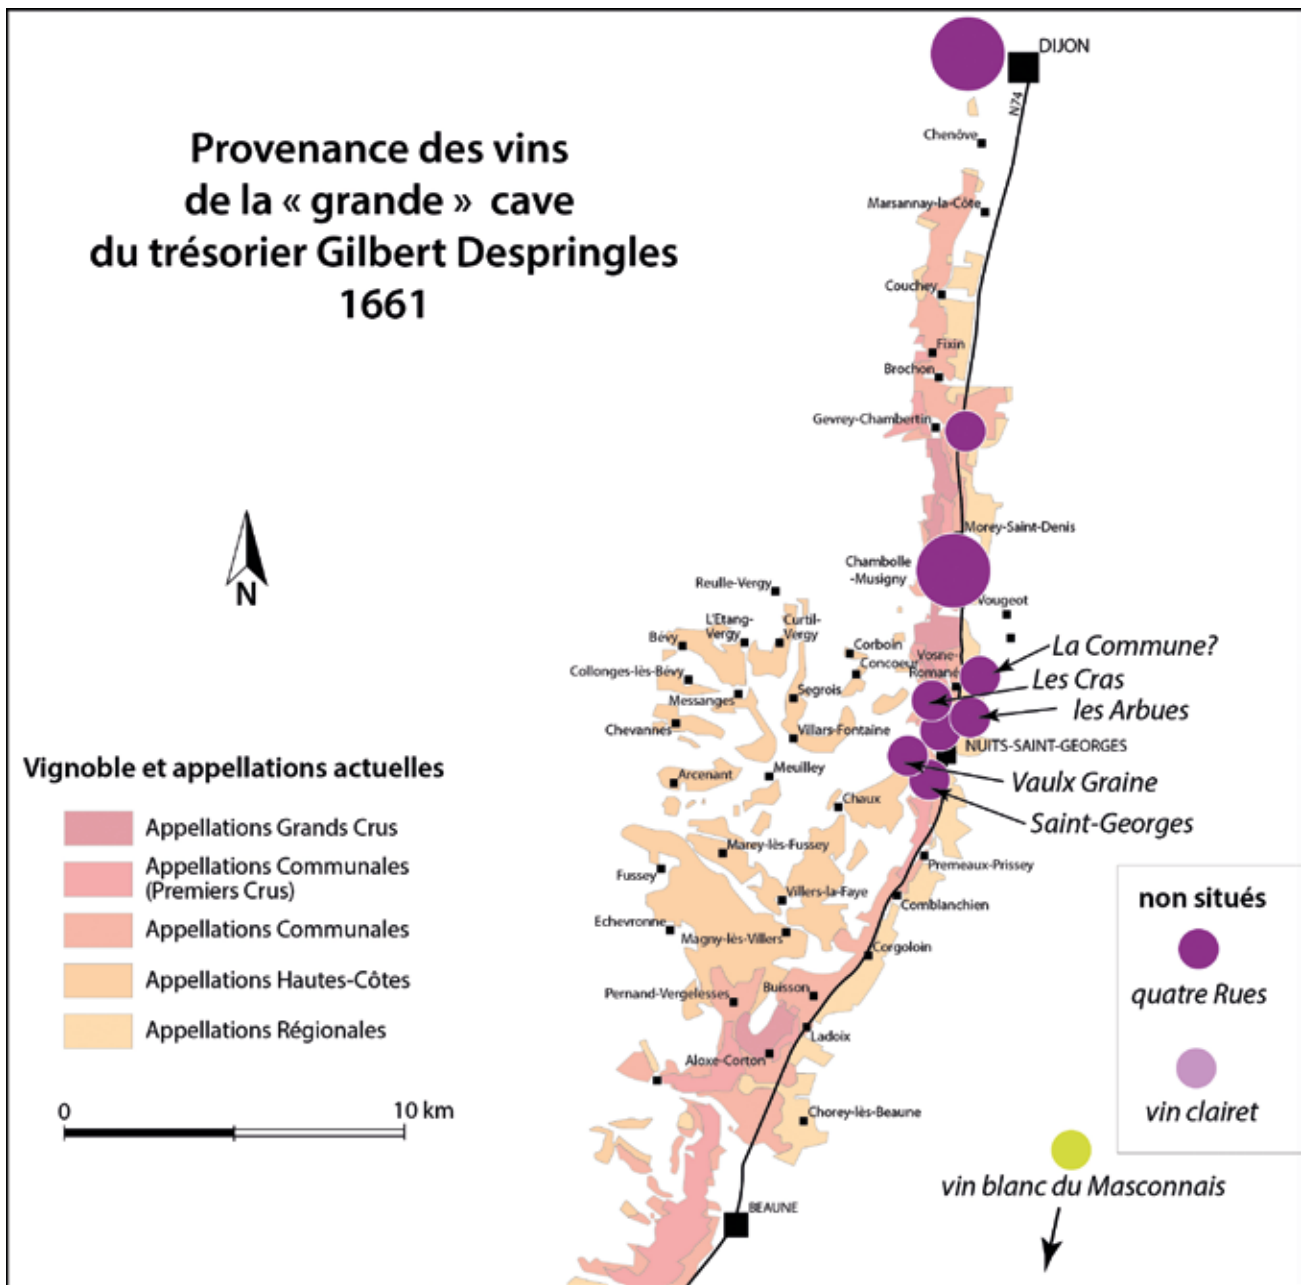 Provenance des vins
de la « grande » cave
du trésorier Gilbert Despringles
1661
DIJON
N74
Chenôve
Marsannay-la-Côte
Couchey
Fixin
Brochon
Gevrey-Chambertin
Morey-Saint-Denis
Chambolle
-Musigny
Vougeot
Reulle-Vergy
L'Etang-
Vergy
Curtil-
Vergy
Bévy
Corboin
Concoeur
Vosne-
Romané
Collonges-lès-Bévy
Messanges
Segrois
Chevannes
Villars-Fontaine
NUITS-SAINT-GEORGES
La Commune?
Les Cras
les Arbues
Vaulx Graine
Saint-Georges
Arcenant
Meuilley
Chaux
Marey-lès-Fussey
Fussey
Premeaux-Prissey
Villers-la-Faye
Comblanchien
Echevronne
Magny-lès-Villers
Corgoloin
Pernand-Vergelesses
Buisson
Ladoix
Aloxe-Corton
Chorey-lès-Beaune
BEAUNE
N
Vignoble et appellations actuelles
Appellations Grands Crus
Appellations Communales
(Premiers Crus)
Appellations Communales
Appellations Hautes-Côtes
Appellations Régionales
0
10 km
non situés
quatre Rues
vin clairet
vin blanc du Masconnais